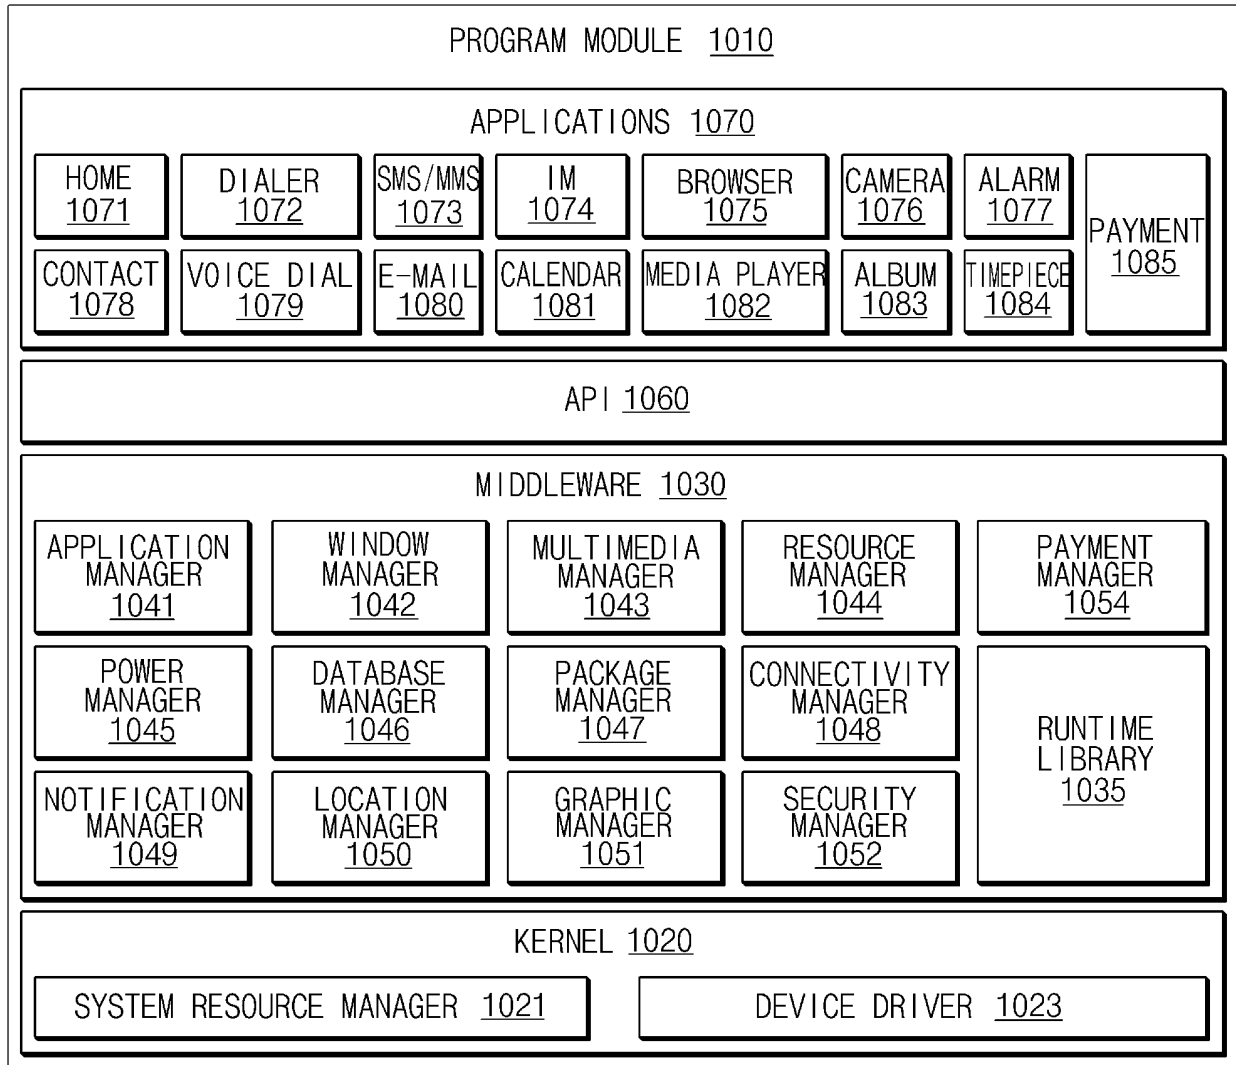 PROGRAM MODULE 1010
APPLICATIONS 1070
HOME
1071
DIALER
1072
SMS/MMS
1073
IM
1074
BROWSER
1075
CAMERA
1076
ALARM
1077
PAYMENT
1085
CONTACT
1078
VOICE DIAL
1079
E-MAIL
1080
CALENDAR
1081
MEDIA PLAYER
1082
ALBUM
1083
TIMEPIECE
1084
API 1060
MIDDLEWARE 1030
APPLICATION
MANAGER
1041
WINDOW
MANAGER
1042
MULTIMEDIA
MANAGER
1043
RESOURCE
MANAGER
1044
PAYMENT
MANAGER
1054
POWER
MANAGER
1045
DATABASE
MANAGER
1046
PACKAGE
MANAGER
1047
CONNECTIVITY
MANAGER
1048
RUNTIME
LIBRARY
1035
NOTIFICATION
MANAGER
1049
LOCATION
MANAGER
1050
GRAPHIC
MANAGER
1051
SECURITY
MANAGER
1052
KERNEL 1020
SYSTEM RESOURCE MANAGER 1021
DEVICE DRIVER 1023